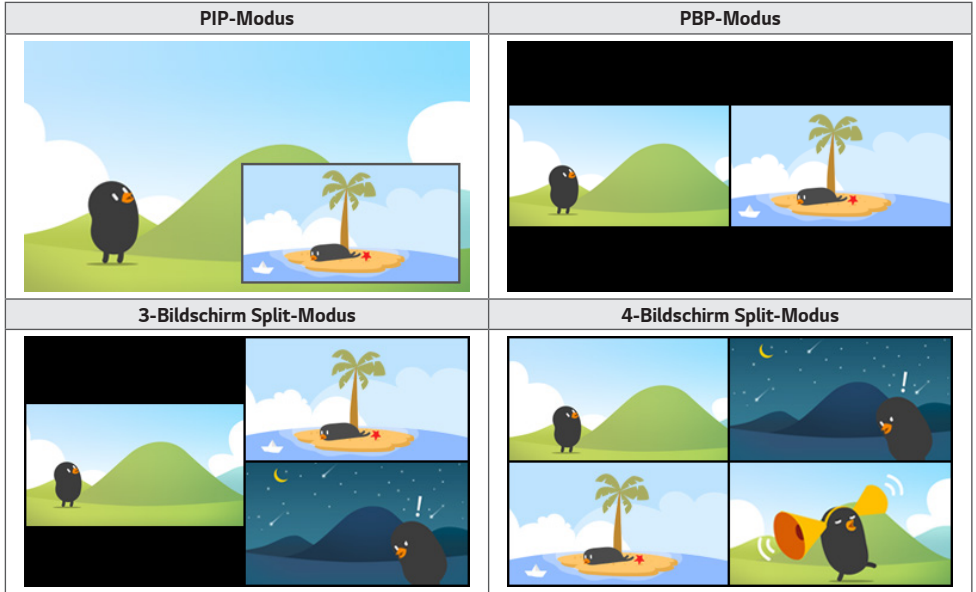 PIP-Modus
PBP-Modus
3-Bildschirm Split-Modus
4-Bildschirm Split-Modus
!
!